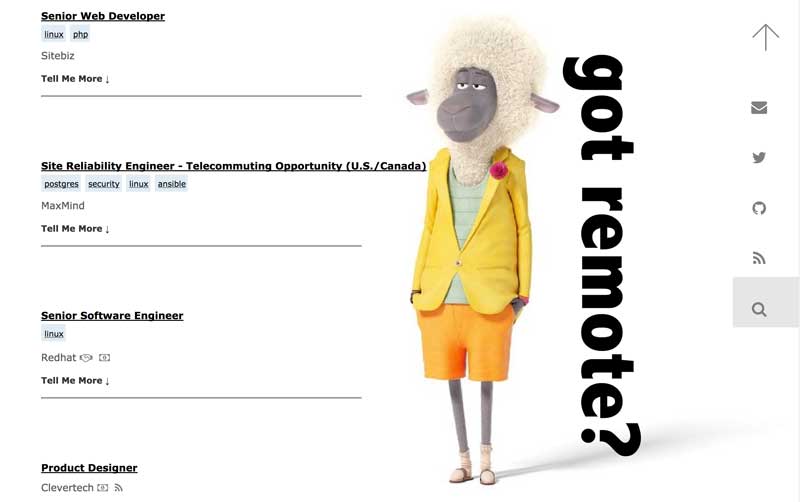 Senior Web Developer
linux php
Sitebiz
Tell Me More ↓
Site Reliability Engineer - Telecommuting Opportunity (U.S./Canada)
postgres security linux ansible
MaxMind
Tell Me More ↓
Senior Software Engineer
linux
Redhat
Tell Me More ↓
Product Designer
Clevertech
got remote?